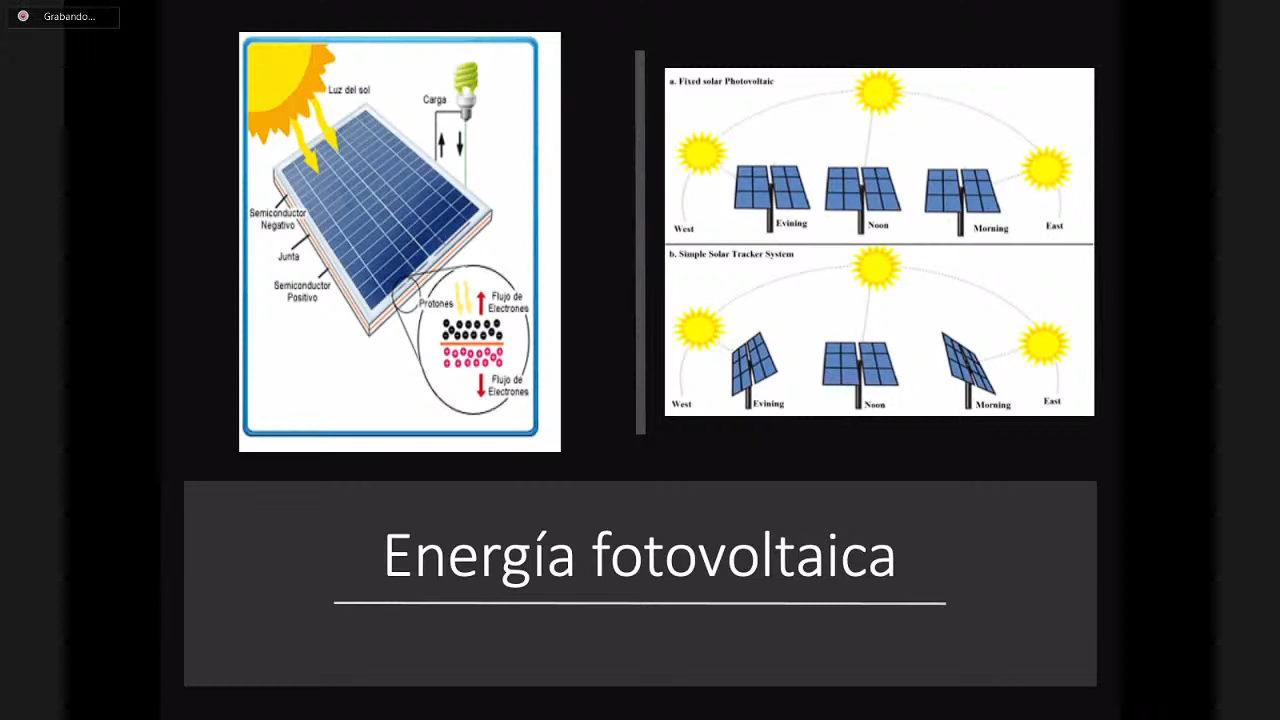 Grabando...
Luz del sol
Carga
Semiconductor
Negativo
Junta
Semiconductor
Positivo
Protones
Flujo de
Electrones
Flujo de
Electrones
a. Fixed solar Photovoltaic
West
Evining
Noon
Morning
East
b. Simple Solar Tracker System
West
Evining
Noon
Morning
East
Energía fotovoltaica